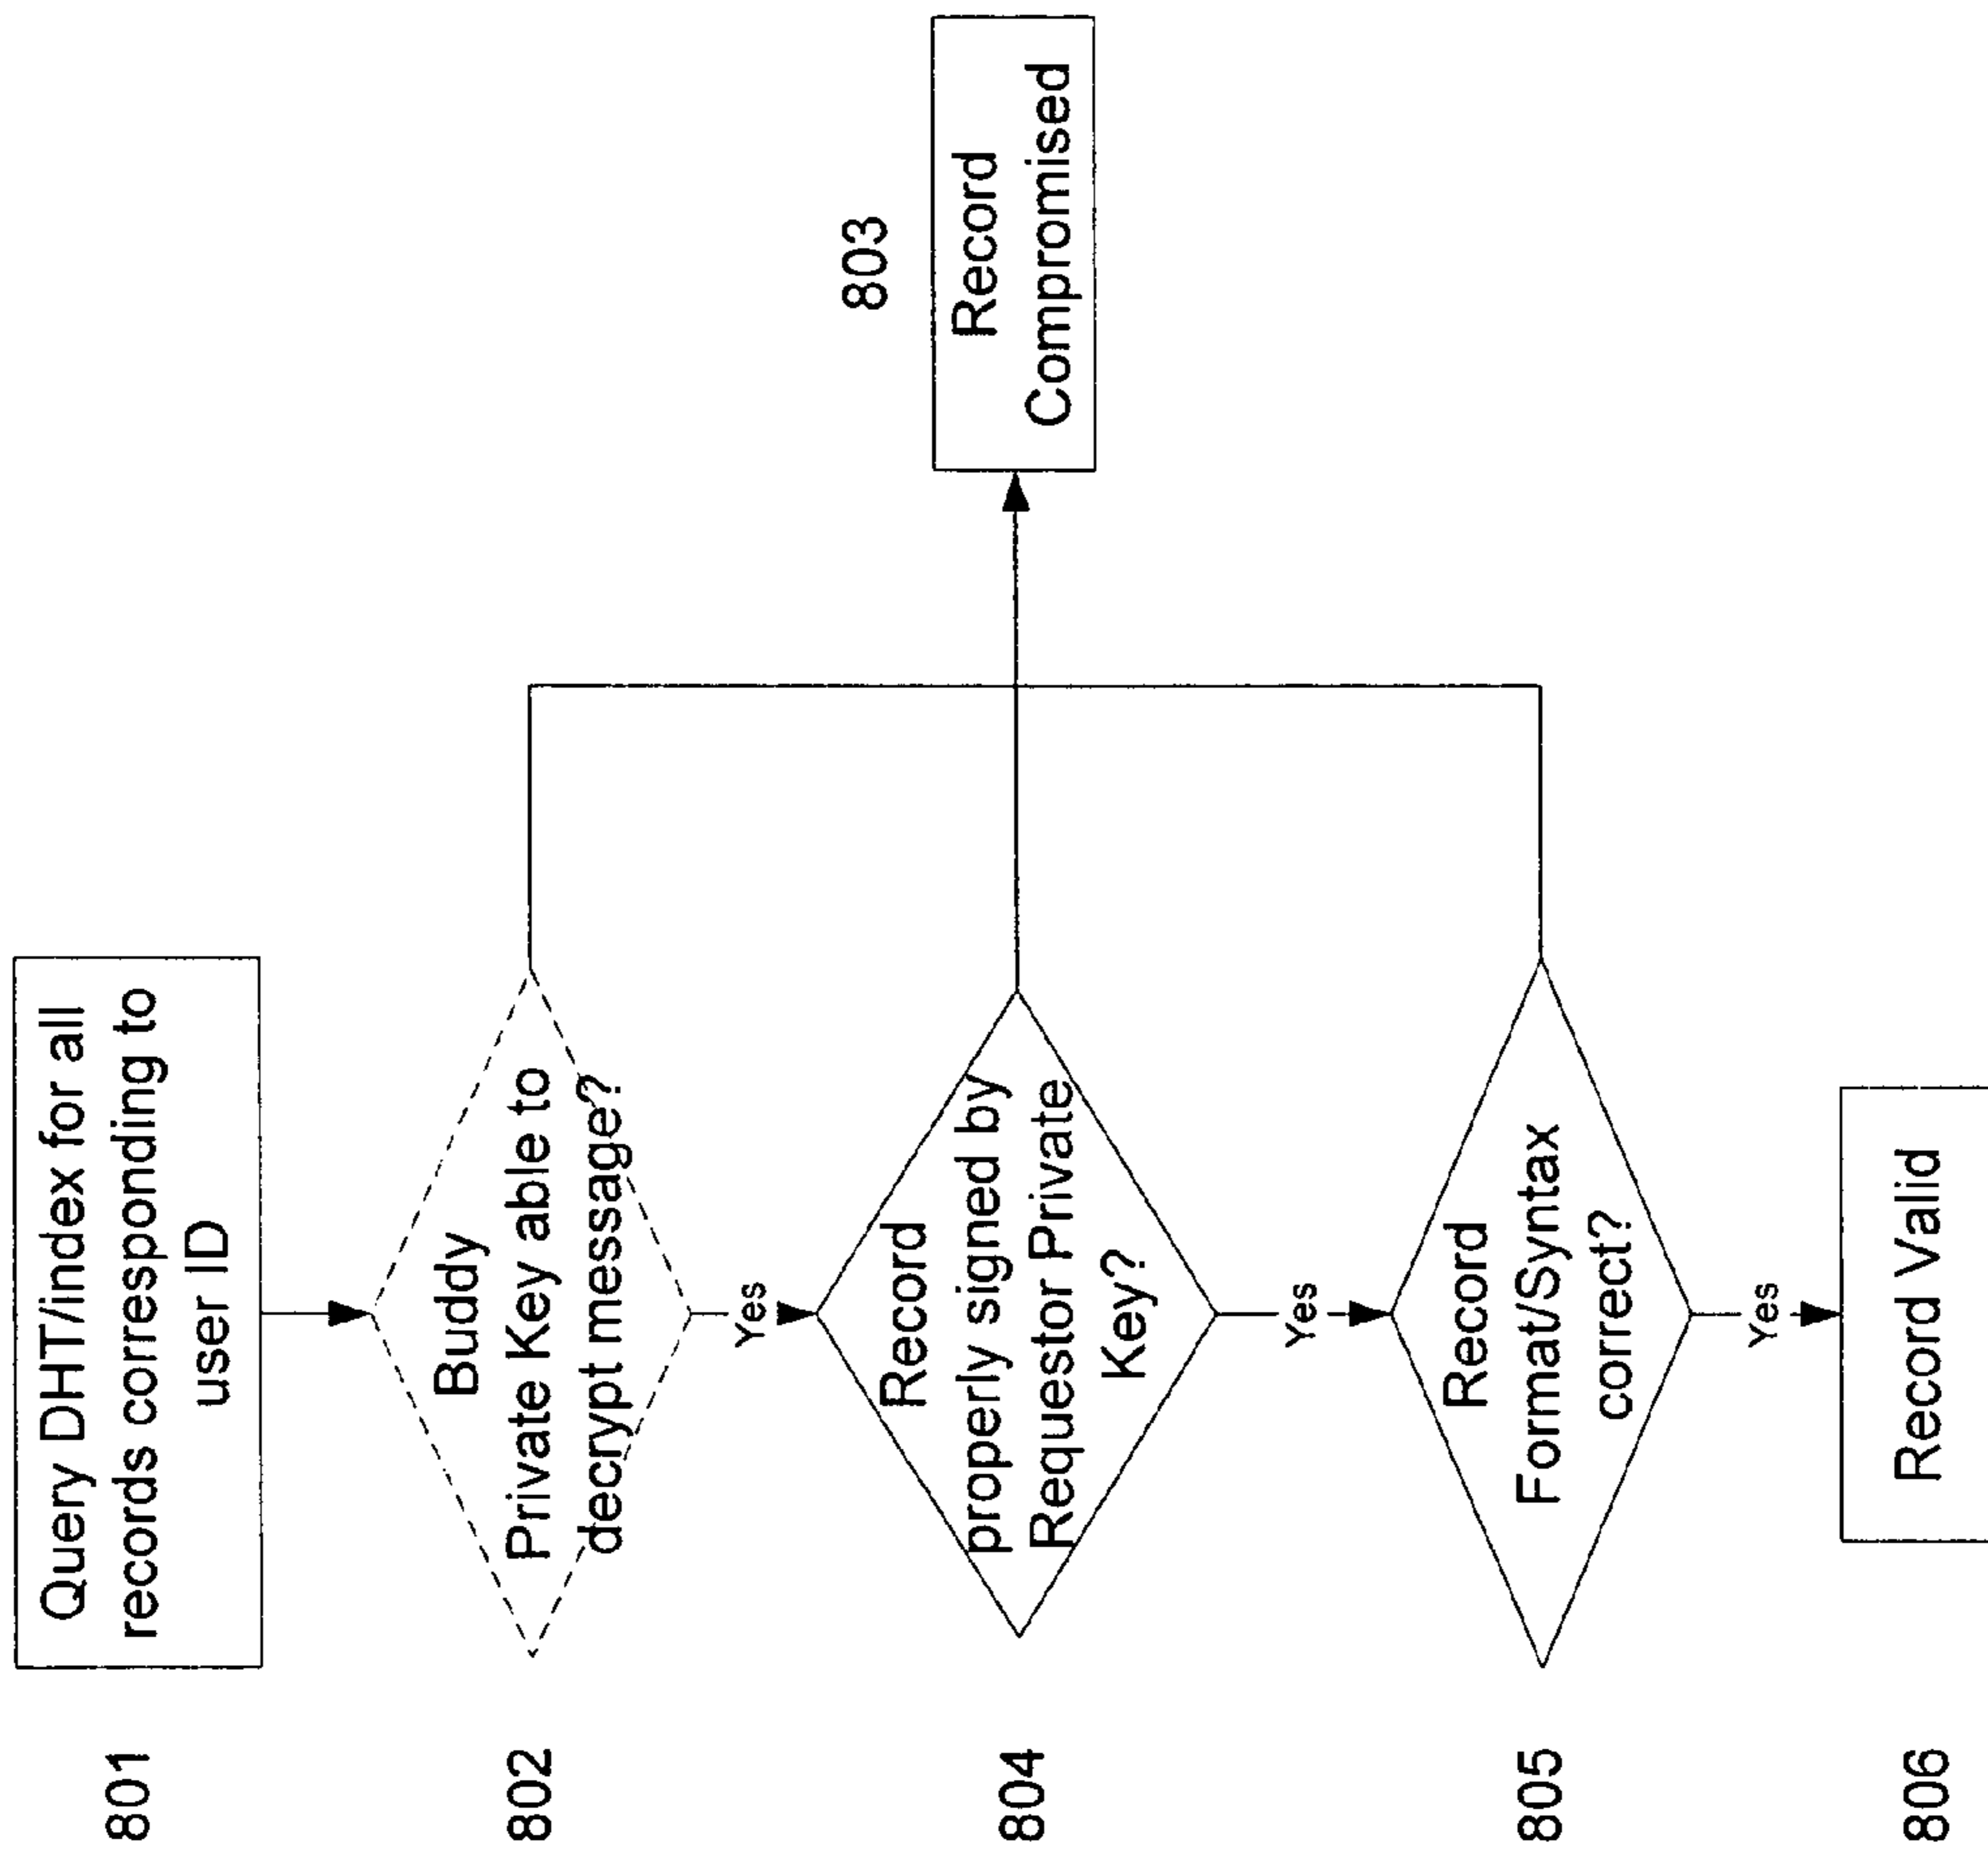 801
Query DHT/index for all
records corresponding to
user ID
802
Buddy
Private Key able to
decrypt message?
Yes
803
Record
Compromised
804
Record
properly signed by
Requestor Private
Key?
Yes
805
Record
Format/Syntax
correct?
Yes
806
Record Valid